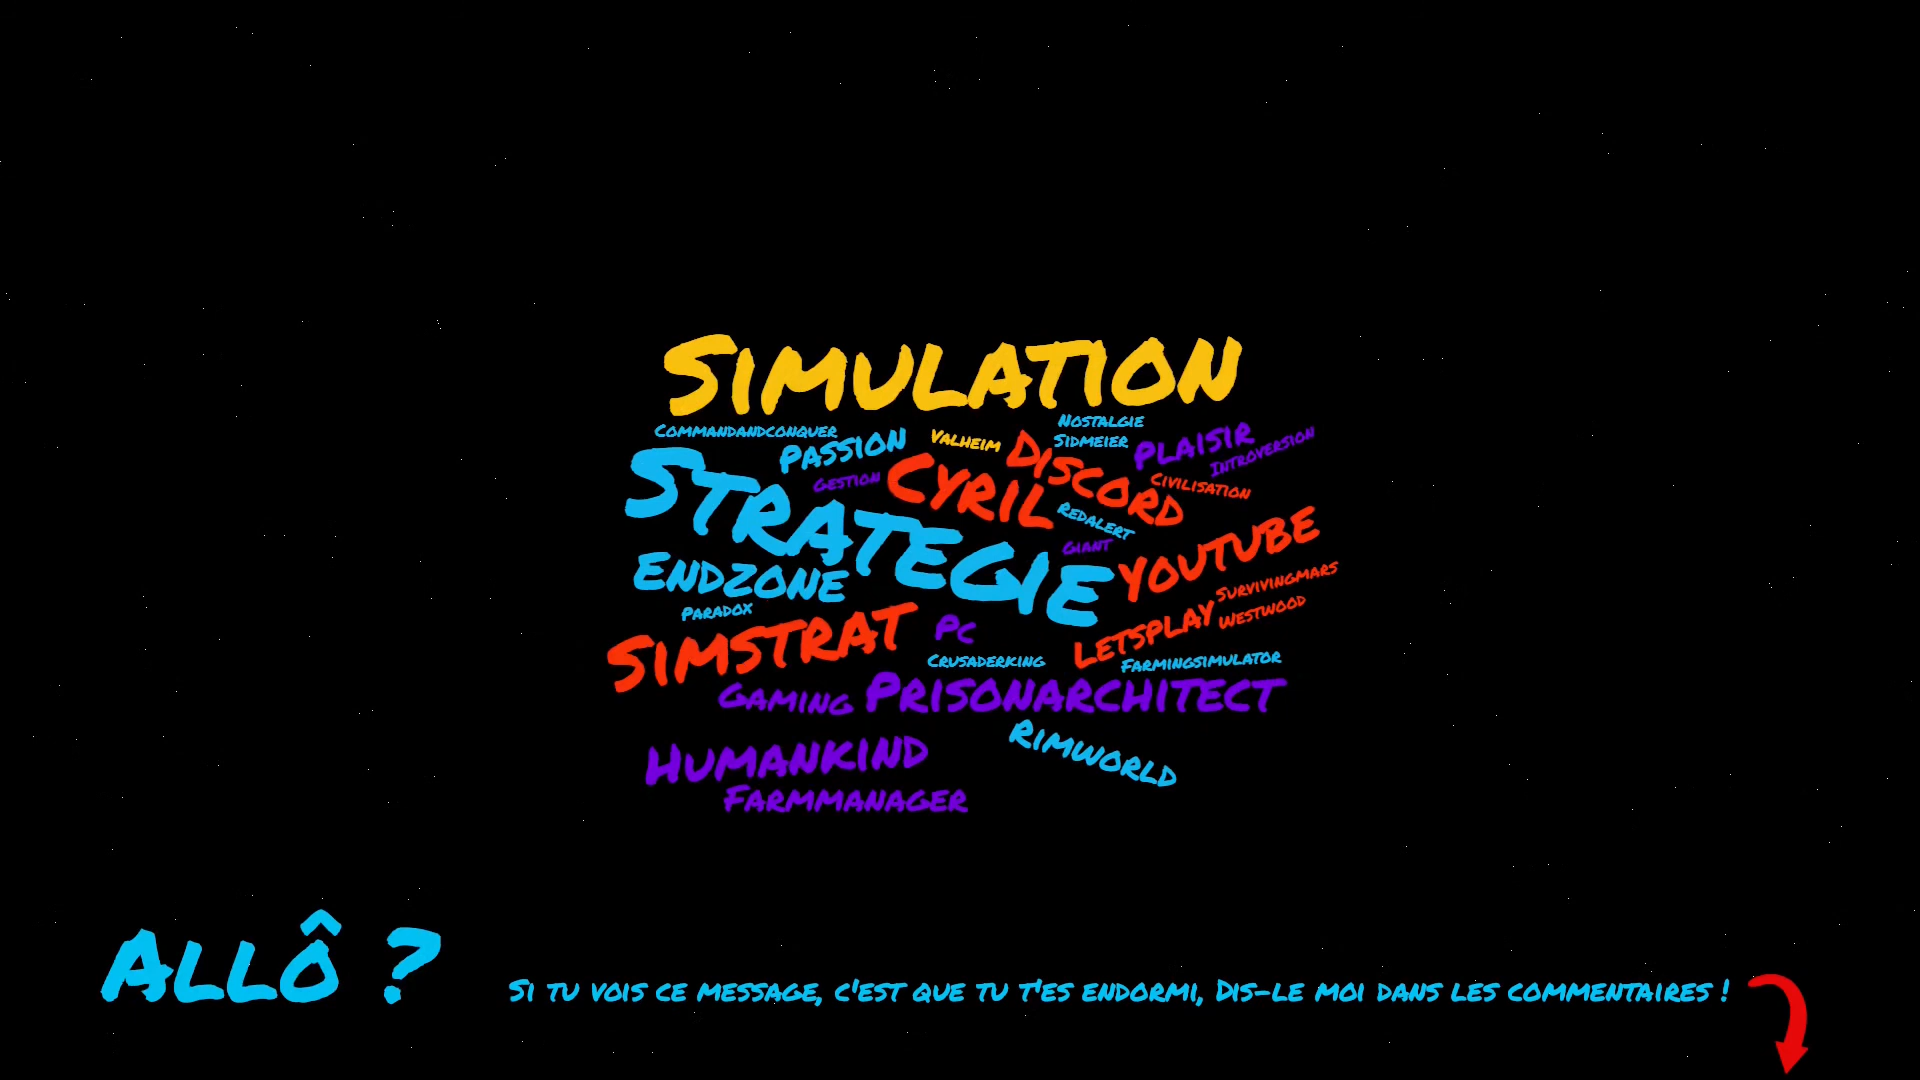 Simulation
Commandandconquer
Passion
Valheim
Nostalgie
Sidmeier
Plaisir
Introversion
Strategie
Gestion
Cyril
Discord
Civilisation
Redalert
Giant
Youtube
Endzone
Paradox
Survivingmars
Westwood
Letsplay
Simstrat
Pc
Crusaderking
Farmingsimulator
Gaming
Prisonarchitect
Rimworld
Humankind
Farmmanager
Allô ?
Si tu vois ce message, c'est que tu t'es endormi, Dis-le moi dans les commentaires !